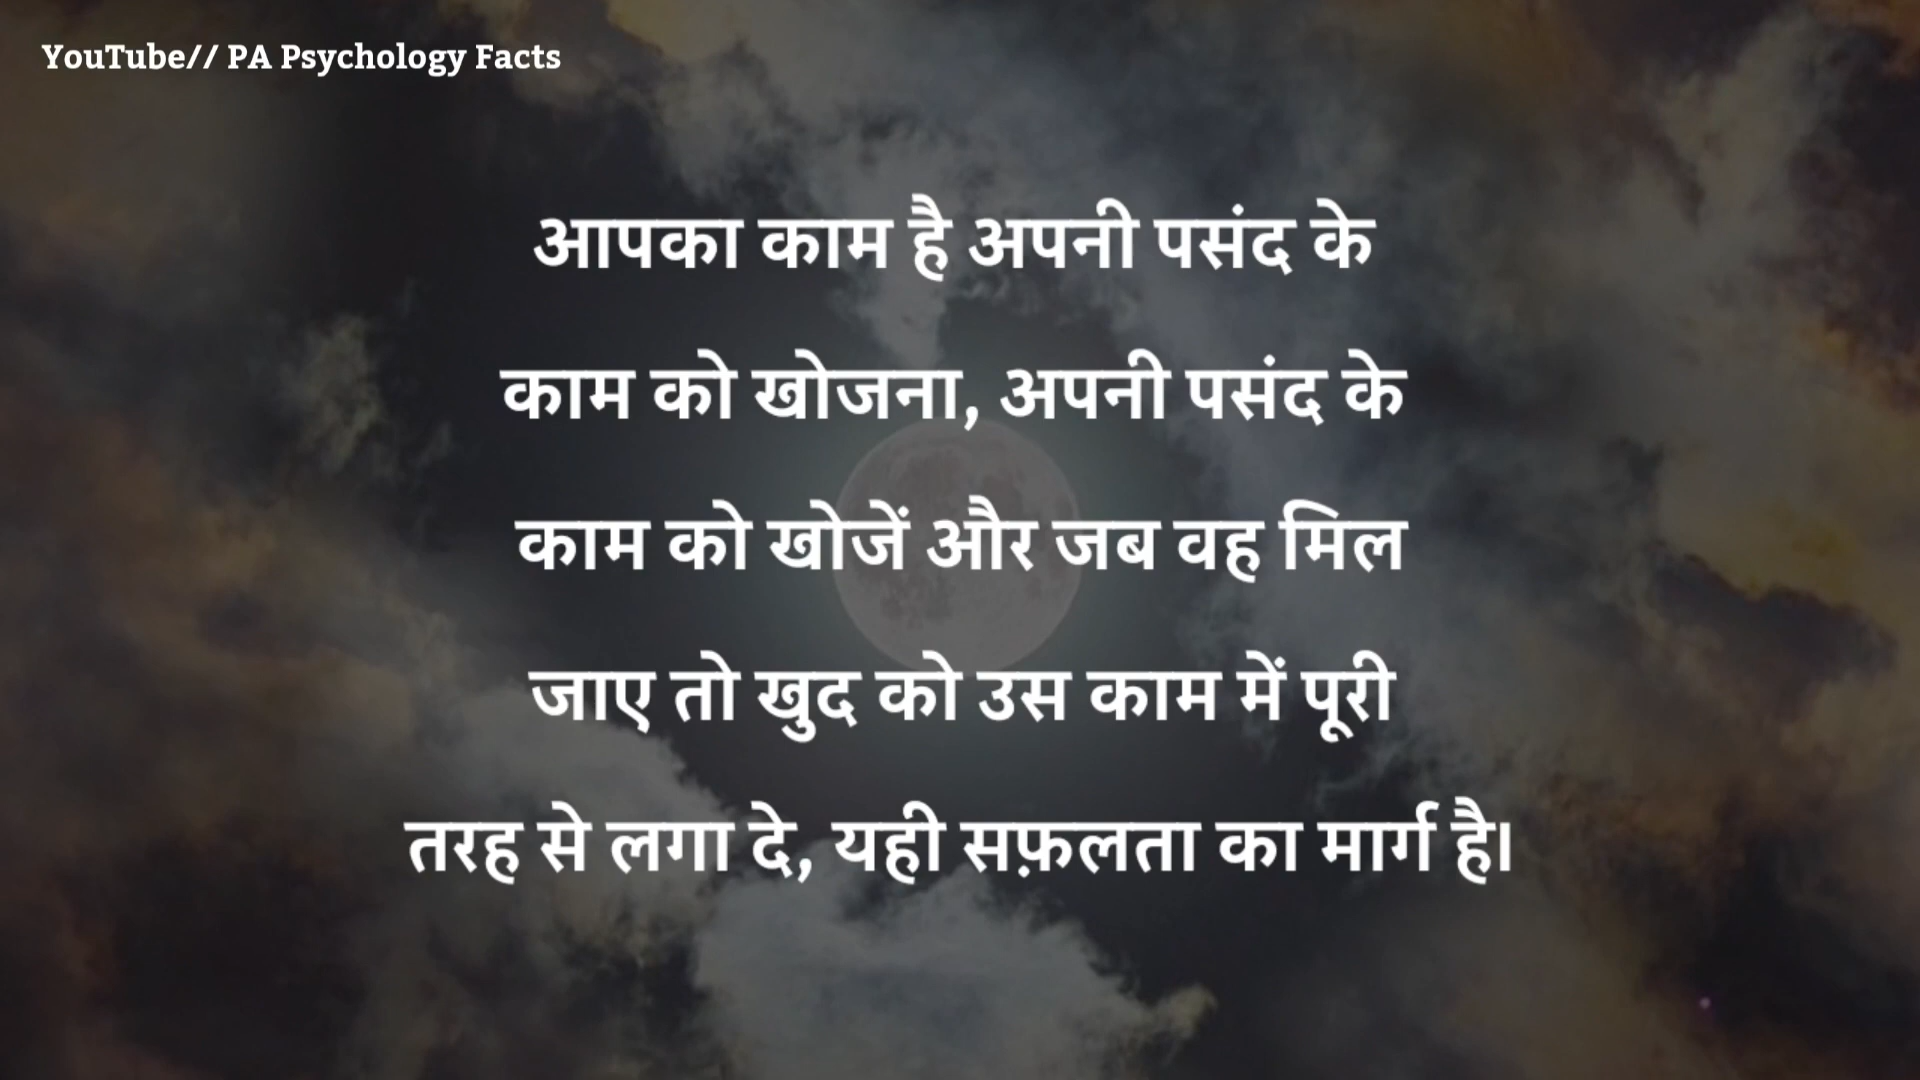 YouTube// PA Psychology Facts
आपका काम है अपनी पसंद के
काम को खोजना, अपनी पसंद के
काम को खोजें और जब वह मिल
जाए तो खुद को उस काम में पूरी
तरह से लगा दे, यही सफ़लता का मार्ग है।